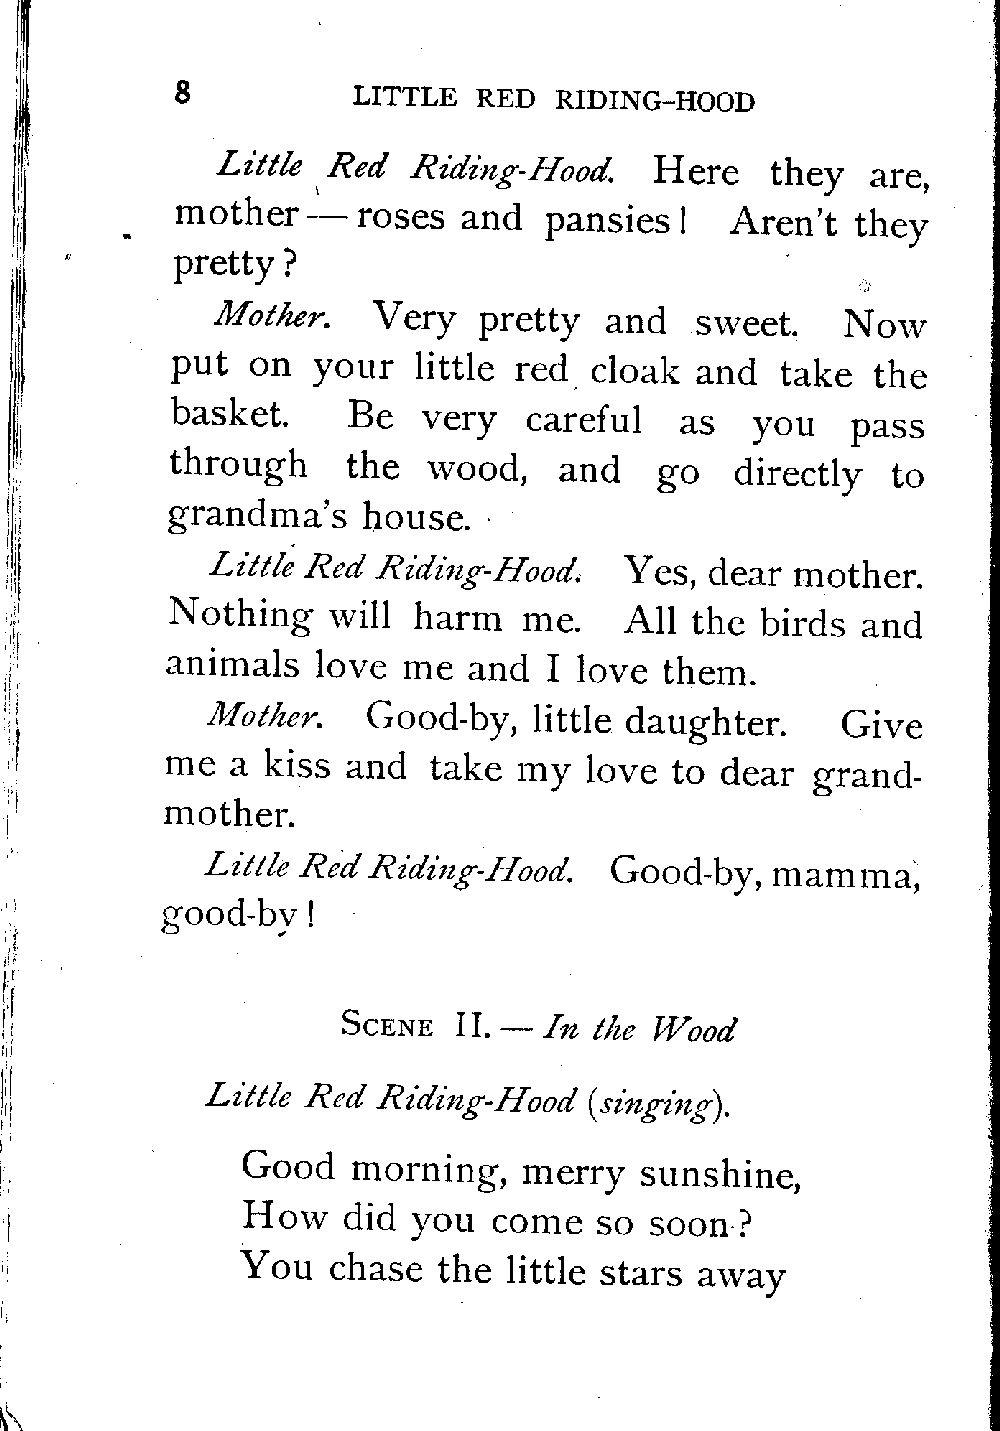 8 LITTLE RED RIDING-HOOD
Little Red Riding-Hood. Here they are,
mother — roses and pansies! Aren't they
pretty?
Mother. Very pretty and sweet. Now
put on your little red cloak and take the
basket. Be very careful as you pass
through the wood, and go directly to
grandma's house.
Little Red Riding-Hood. Yes, dear mother.
Nothing will harm me. All the birds and
animals love me and I love them.
Mother. Good-by, little daughter. Give
me a kiss and take my love to dear grand-
mother.
Little Red Riding-Hood. Good-by, mamma,
good-by!
SCENE II. — In the Wood
Little Red Riding-Hood (singing).
Good morning, merry sunshine,
How did you come so soon?
You chase the little stars away